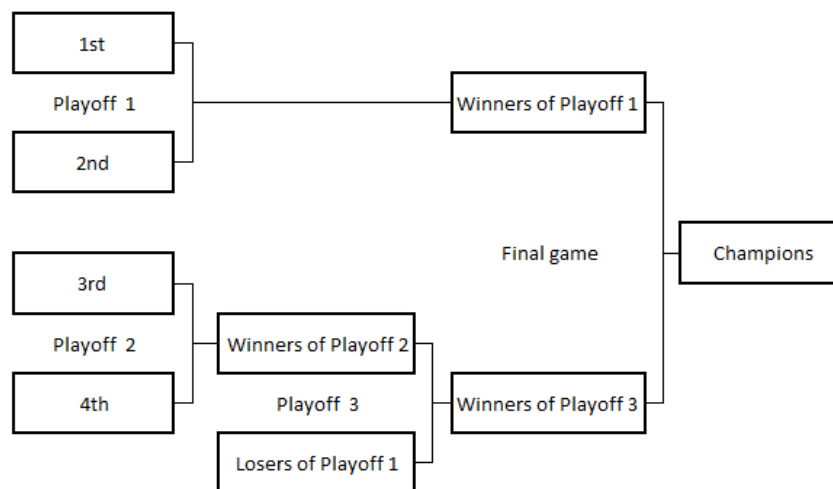 1st
Playoff 1
2nd
Winners of Playoff 1
Final game
Champions
3rd
Playoff 2
4th
Winners of Playoff 2
Playoff 3
Losers of Playoff 1
Winners of Playoff 3